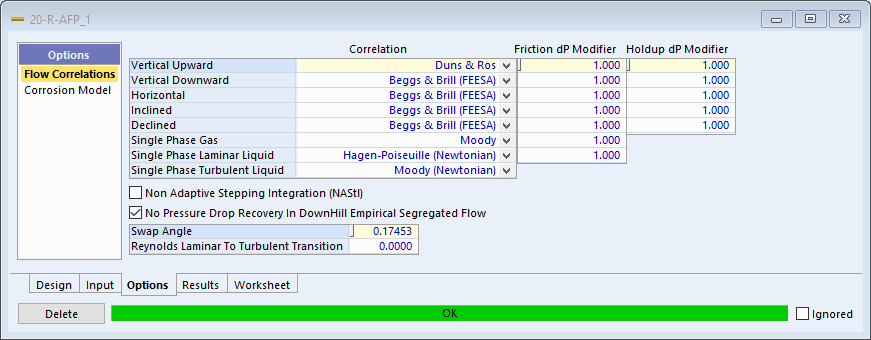 20-R-AFP_1
Options
Flow Correlations
Corrosion Model
Correlation Friction dP Modifier Holdup dP Modifier
Vertical Upward Duns & Ros 1.000 1.000
Vertical Downward Beggs & Brill (FEESA) 1.000 1.000
Horizontal Beggs & Brill (FEESA) 1.000 1.000
Inclined Beggs & Brill (FEESA) 1.000 1.000
Declined Beggs & Brill (FEESA) 1.000 1.000
Single Phase Gas Moody 1.000
Single Phase Laminar Liquid Hagen-Poiseuille (Newtonian) 1.000
Single Phase Turbulent Liquid Moody (Newtonian)
Non Adaptive Stepping Integration (NAStI)
No Pressure Drop Recovery In DownHill Empirical Segregated Flow
Swap Angle 0.17453
Reynolds Laminar To Turbulent Transition 0.0000
Design Input Options Results Worksheet
Delete OK Ignored